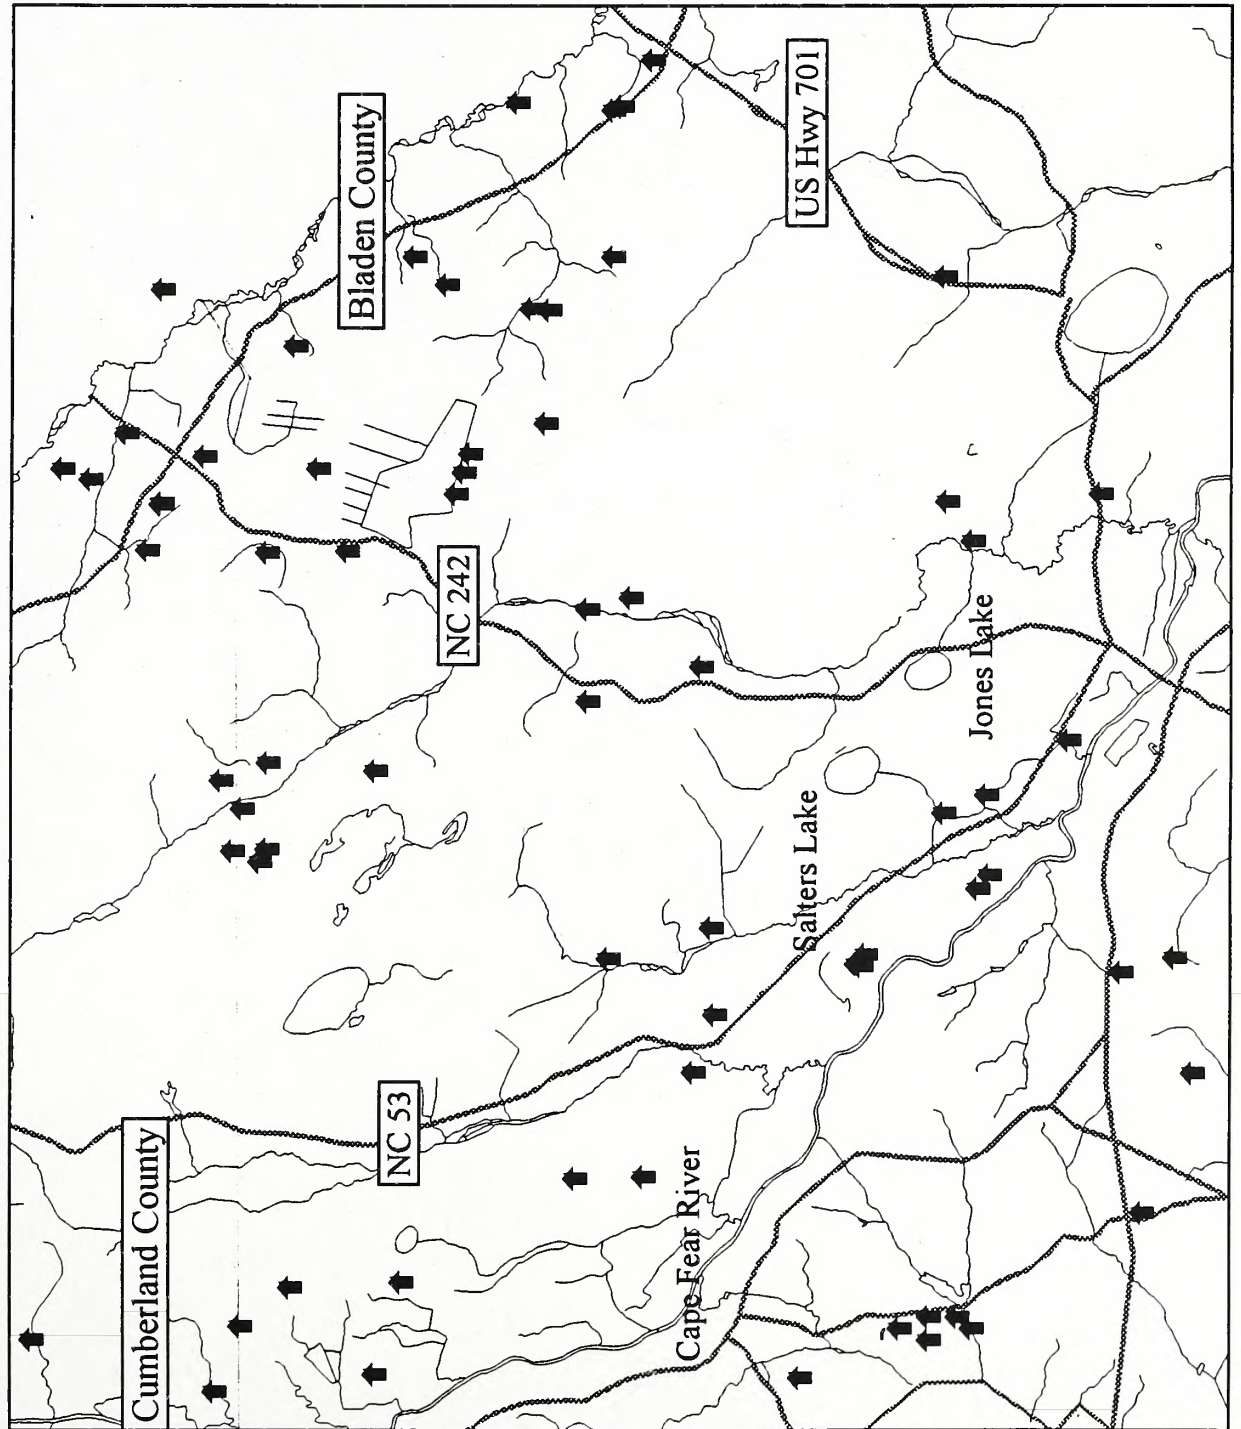 Cumberland County
Bladen County
NC 53
NC 242
Cape Fear River
Salters Lake
US Hwy 701
Jones Lake